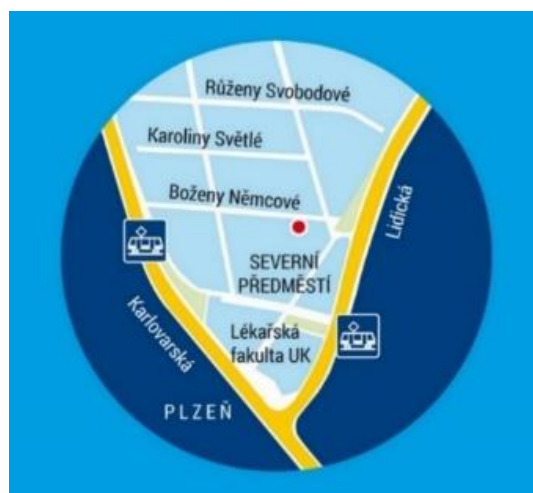 Růženy Svobodové
Karoliny Světlé
Boženy Němcové
Lidická
SEVERNÍ
PŘEDMĚSTÍ
Karlovarská
Lékařská
fakulta UK
PLZEŇ